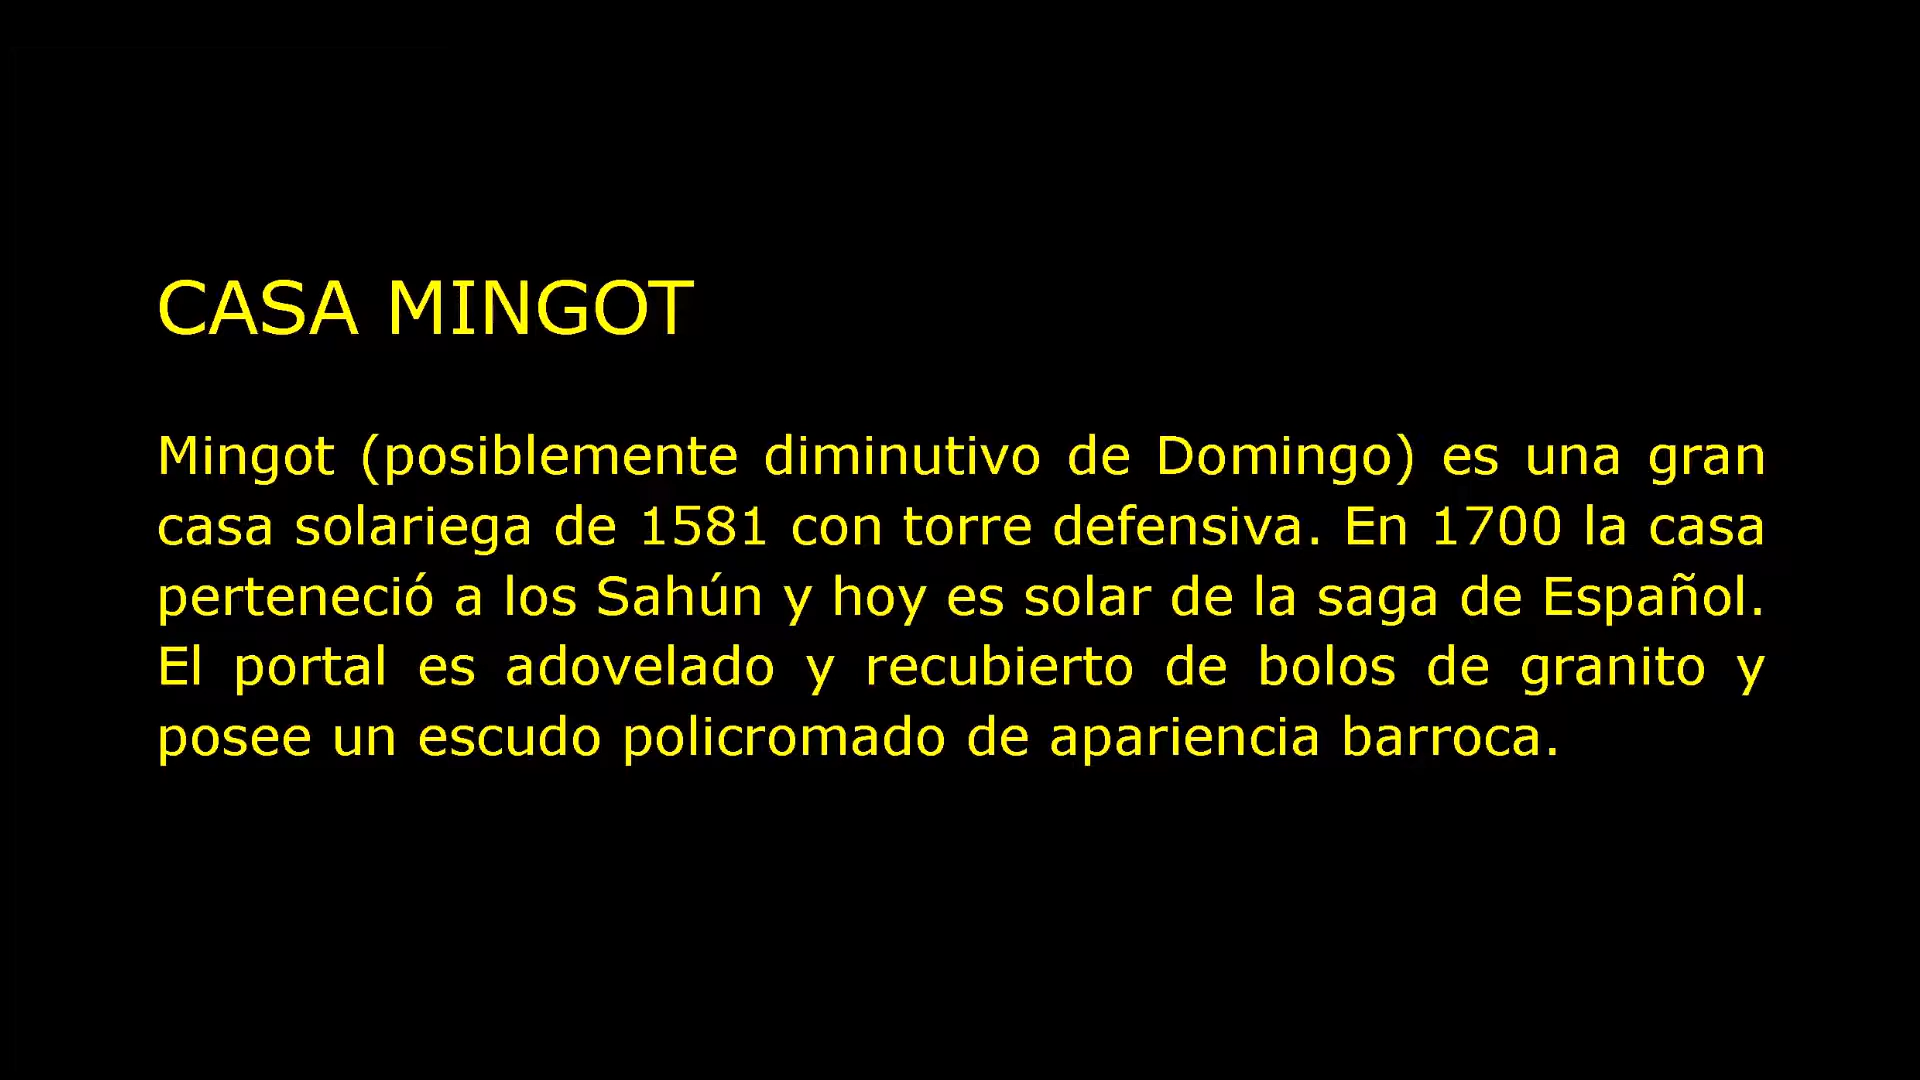 CASA MINGOT
Mingot (posiblemente diminutivo de Domingo) es una gran
casa solariega de 1581 con torre defensiva. En 1700 la casa
perteneció a los Sahún y hoy es solar de la saga de Español.
El portal es adovelado y recubierto de bolos de granito y
posee un escudo policromado de apariencia barroca.